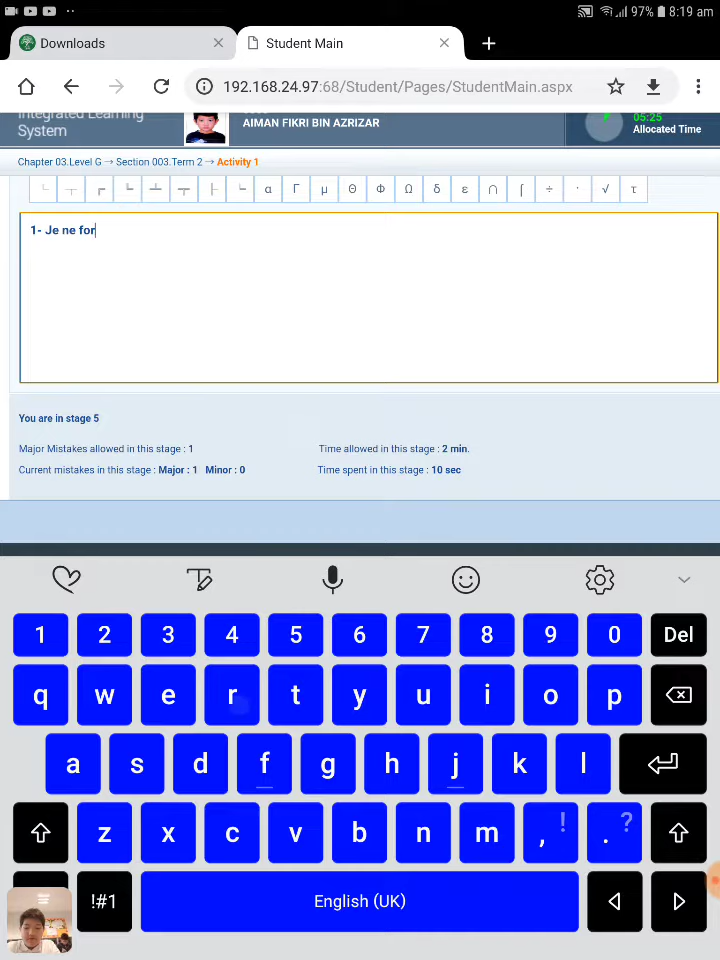 97% 8:19 am
Downloads
Student Main
192.168.24.97:68/Student/Pages/StudentMain.aspx
Integrated Learning
System
AIMAN FIKRI BIN AZRIZAR
05:25
Allocated Time
Chapter 03.Level G → Section 003.Term 2 → Activity 1
└ ┬ ┌ ╘ ┴ ┬ ├ ╘ α Γ μ Θ Φ Ω δ ε ∩ ⌠ ÷ · √ τ
1- Je ne for
You are in stage 5
Major Mistakes allowed in this stage : 1
Time allowed in this stage : 2 min.
Current mistakes in this stage : Major : 1 Minor : 0
Time spent in this stage : 10 sec
1 2 3 4 5 6 7 8 9 0 Del
q w e r t y u i o p
a s d f g h j k l
z x c v b n m , ! . ?
!#1 English (UK)